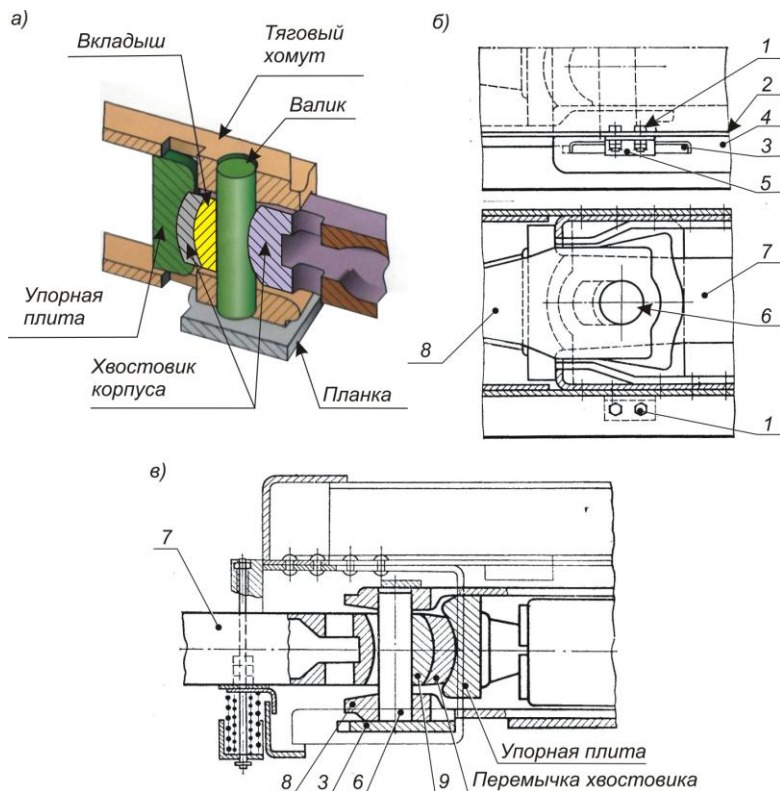 а)
Вкладыш
Тяговый
хомут
Валик
Упорная
плита
Хвостовик
корпуса
Планка
б)
1
2
4
3
5
7
6
8
1
в)
7
Упорная плита
8 3 6 9 Перемычка хвостовика